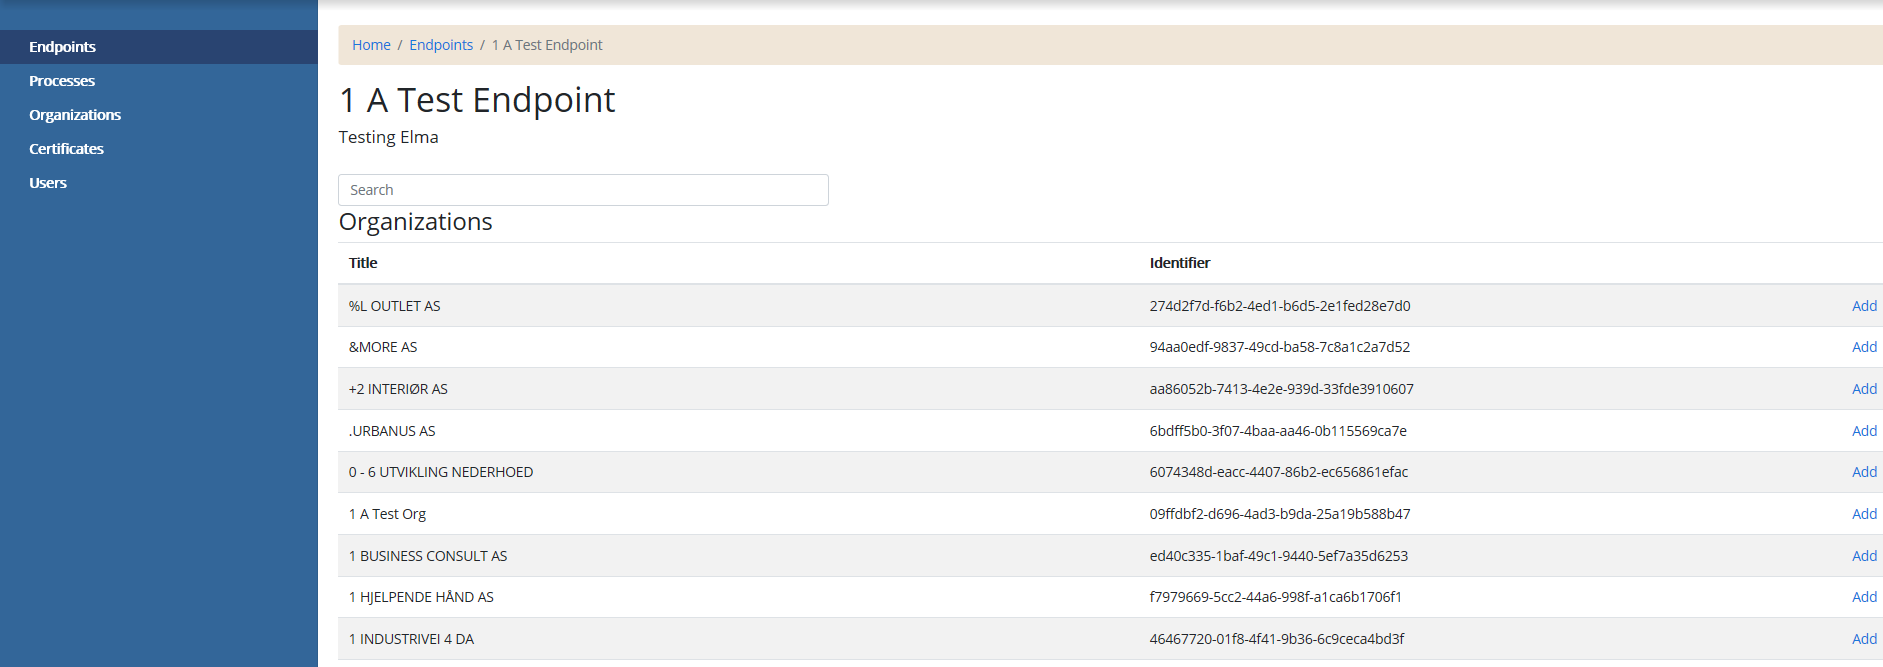 Endpoints
Processes
Organizations
Certificates
Users
Home / Endpoints / 1 A Test Endpoint
1 A Test Endpoint
Testing Elma
Search
Organizations
Title Identifier
%L OUTLET AS 274d2f7d-f6b2-4ed1-b6d5-2e1fed28e7d0 Add
&MORE AS 94aa0edf-9837-49cd-ba58-7c8a1c2a7d52 Add
+2 INTERIØR AS aa86052b-7413-4e2e-939d-33fde3910607 Add
.URBANUS AS 6bdff5b0-3f07-4baa-aa46-0b115569ca7e Add
0 - 6 UTVIKLING NEDERHOED 6074348d-eacc-4407-86b2-ec656861efac Add
1 A Test Org 09ffdbf2-d696-4ad3-b9da-25a19b588b47 Add
1 BUSINESS CONSULT AS ed40c335-1baf-49c1-9440-5ef7a35d6253 Add
1 HJELPENDE HÅND AS f7979669-5cc2-44a6-998f-a1ca6b1706f1 Add
1 INDUSTRIVEI 4 DA 46467720-01f8-4f41-9b36-6c9ceca4bd3f Add